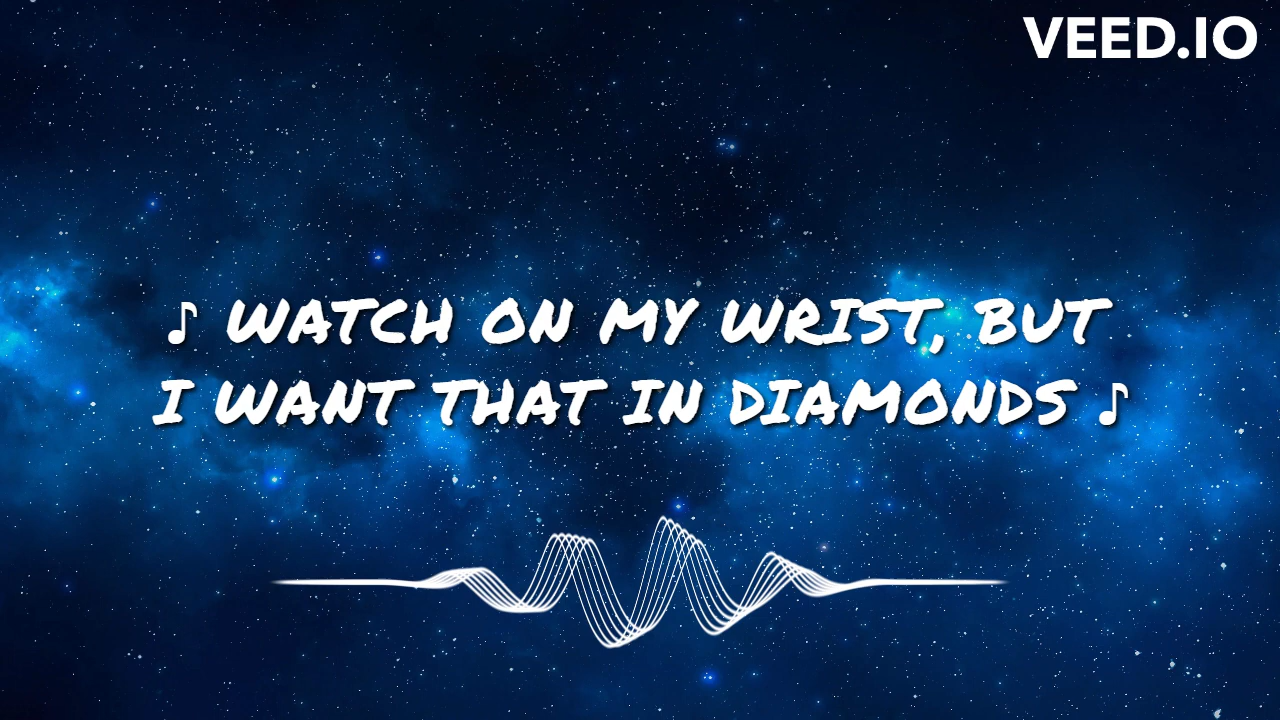 VEED.IO
♪ WATCH ON MY WRIST, BUT
I WANT THAT IN DIAMONDS ♪